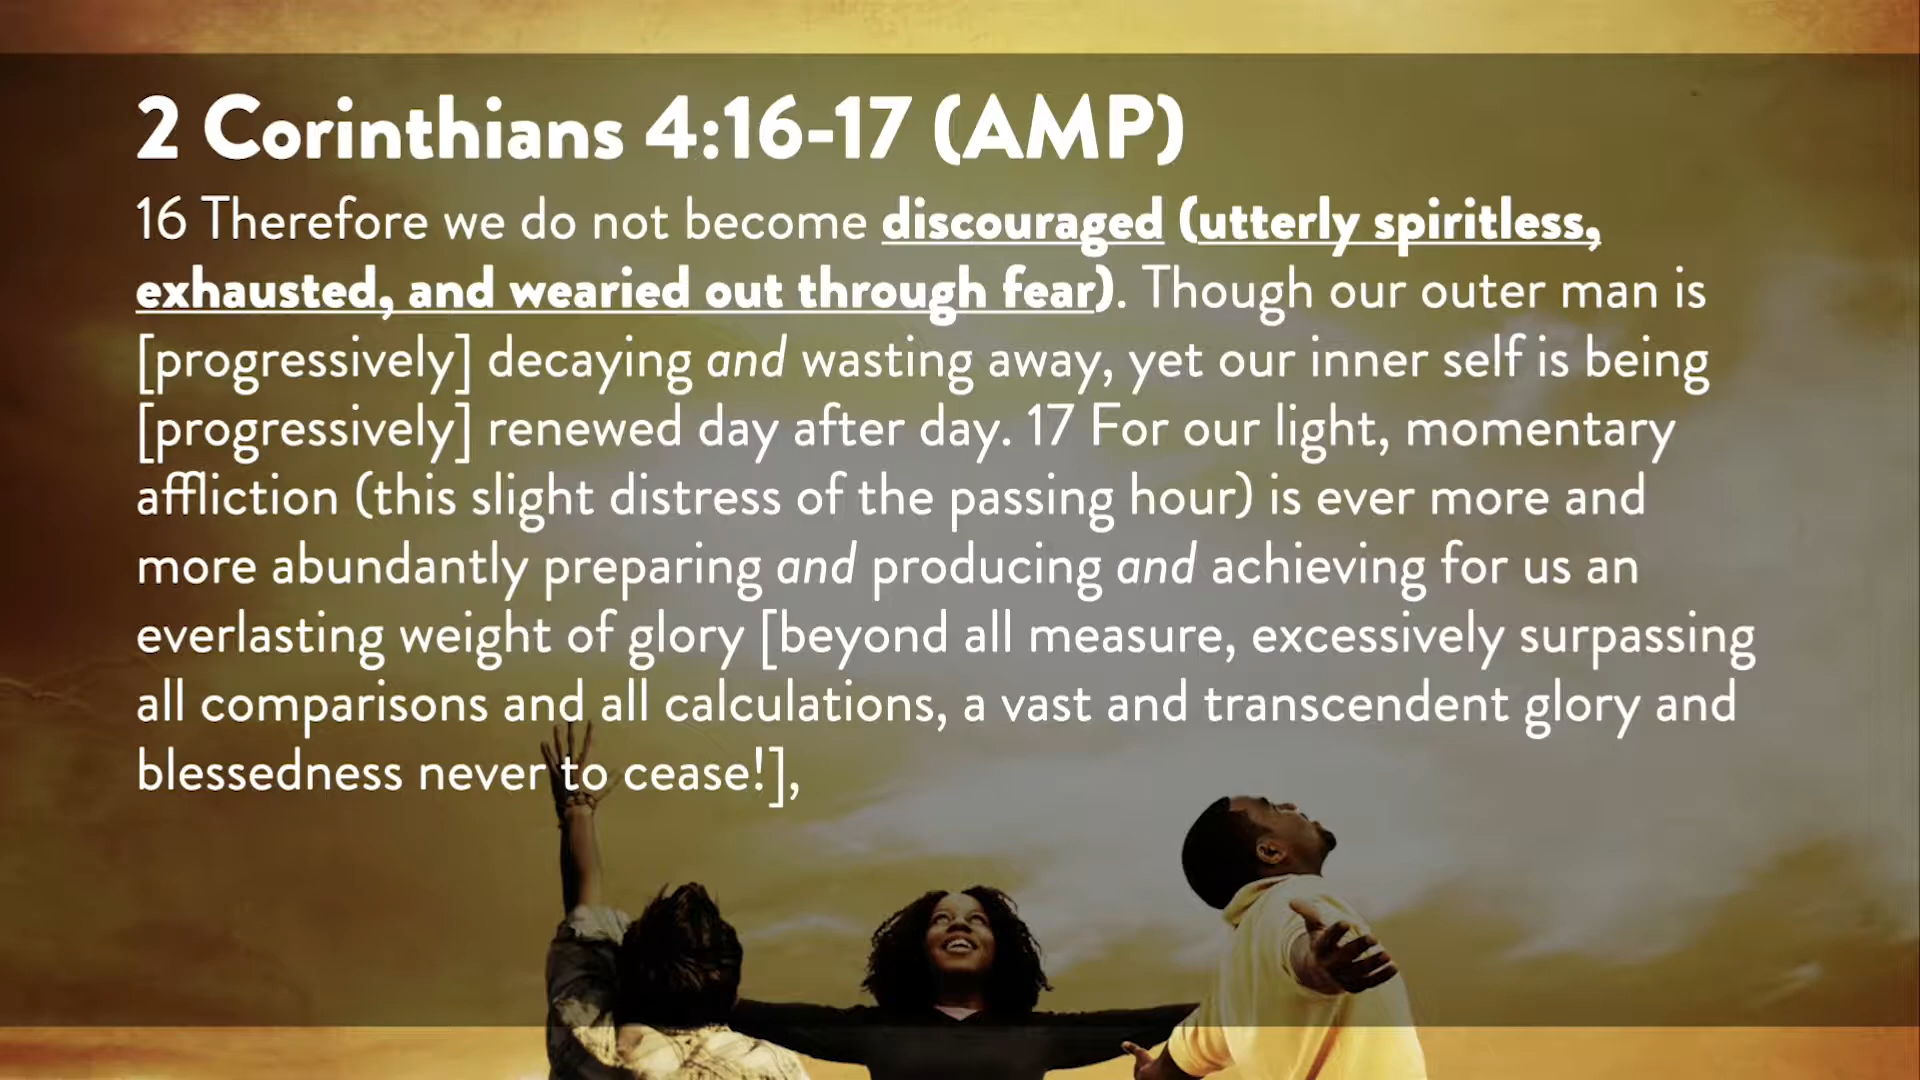 2 Corinthians 4:16-17 (AMP)
16 Therefore we do not become discouraged (utterly spiritless,
exhausted, and wearied out through fear). Though our outer man is
[progressively] decaying and wasting away, yet our inner self is being
[progressively] renewed day after day. 17 For our light, momentary
affliction (this slight distress of the passing hour) is ever more and
more abundantly preparing and producing and achieving for us an
everlasting weight of glory [beyond all measure, excessively surpassing
all comparisons and all calculations, a vast and transcendent glory and
blessedness never to cease!],